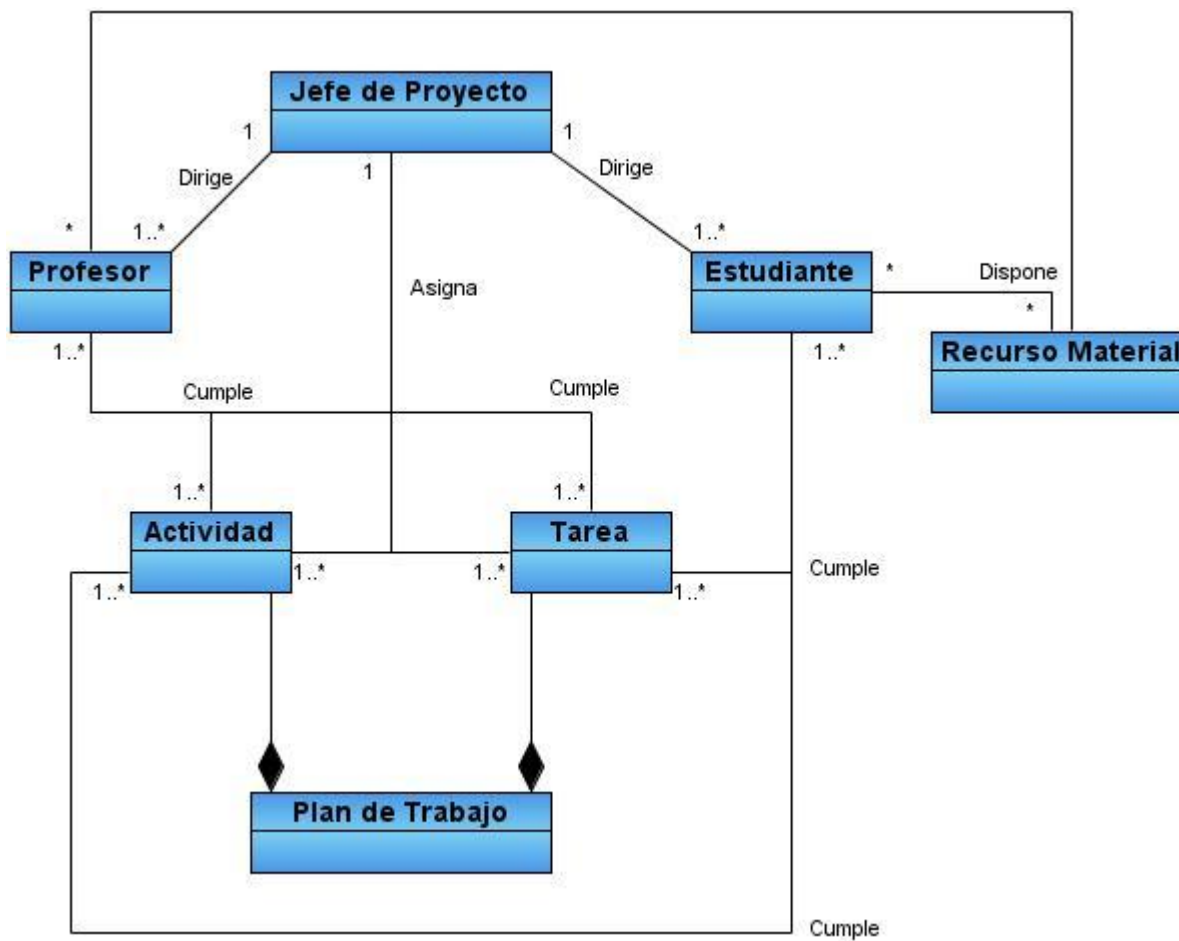 Jefe de Proyecto
1
1
1
Dirige
Dirige
*
1..*
1..*
Profesor
Estudiante
*
Dispone
*
Asigna
1..*
1..*
Recurso Material
Cumple
Cumple
1..*
1..*
Actividad
Tarea
1..*
1..*
1..*
1..*
Cumple
Plan de Trabajo
Cumple